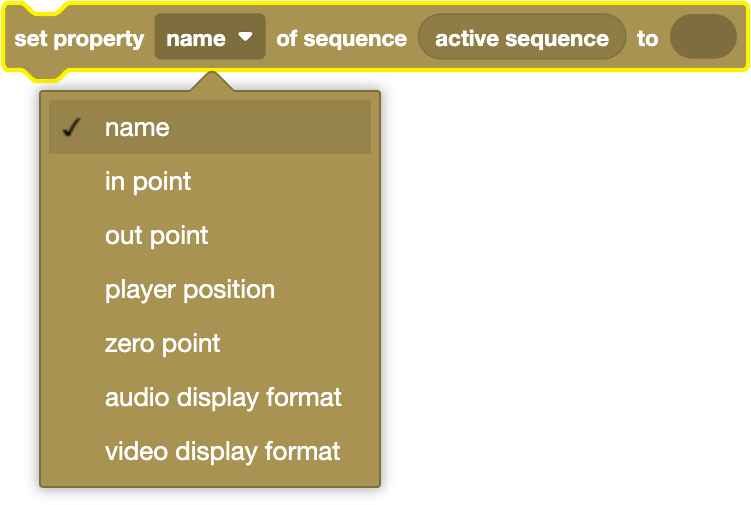 set property name of sequence active sequence to
name
in point
out point
player position
zero point
audio display format
video display format